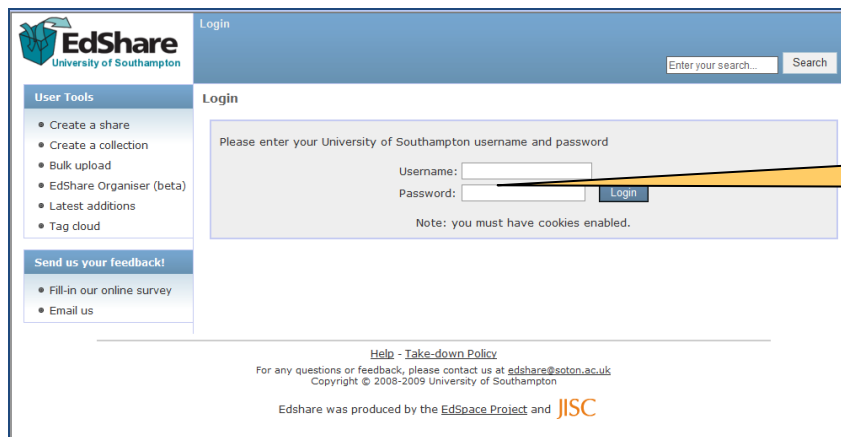 Login
EdShare
University of Southampton
Enter your search...
Search
User Tools
Create a share
Create a collection
Bulk upload
EdShare Organiser (beta)
Latest additions
Tag cloud
Send us your feedback!
Fill-in our online survey
Email us
Login
Please enter your University of Southampton username and password
Username:
Password:
Login
Note: you must have cookies enabled.
Help - Take-down Policy
For any questions or feedback, please contact us at edshare@soton.ac.uk
Copyright © 2008-2009 University of Southampton
Edshare was produced by the EdSpace Project and JISC